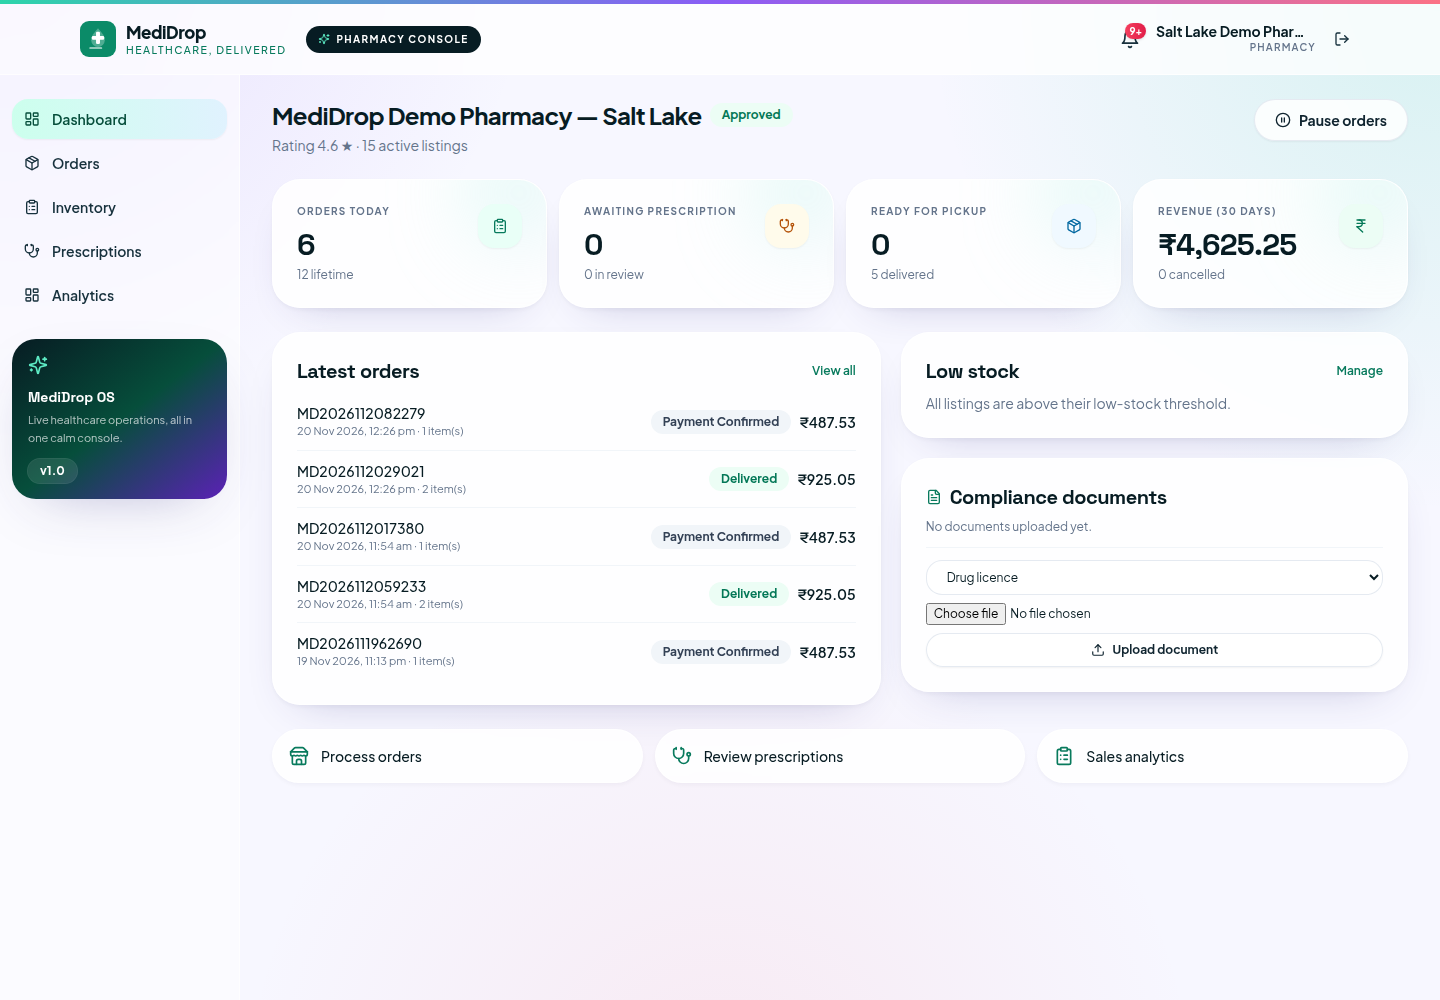 MediDrop
HEALTHCARE, DELIVERED
PHARMACY CONSOLE
9+
Salt Lake Demo Phar...
PHARMACY
Dashboard
Orders
Inventory
Prescriptions
Analytics
MediDrop OS
Live healthcare operations, all in
one calm console.
v1.0
MediDrop Demo Pharmacy — Salt Lake
Approved
Rating 4.6 ★ · 15 active listings
Pause orders
ORDERS TODAY
6
12 lifetime
AWAITING PRESCRIPTION
0
0 in review
READY FOR PICKUP
0
5 delivered
REVENUE (30 DAYS)
₹4,625.25
0 cancelled
₹
Latest orders
View all
MD2026112082279
20 Nov 2026, 12:26 pm · 1 item(s)
Payment Confirmed
₹487.53
MD2026112029021
20 Nov 2026, 12:26 pm · 2 item(s)
Delivered
₹925.05
MD2026112017380
20 Nov 2026, 11:54 am · 1 item(s)
Payment Confirmed
₹487.53
MD2026112059233
20 Nov 2026, 11:54 am · 2 item(s)
Delivered
₹925.05
MD2026111962690
19 Nov 2026, 11:13 pm · 1 item(s)
Payment Confirmed
₹487.53
Low stock
Manage
All listings are above their low-stock threshold.
Compliance documents
No documents uploaded yet.
Drug licence
Choose file No file chosen
Upload document
Process orders
Review prescriptions
Sales analytics